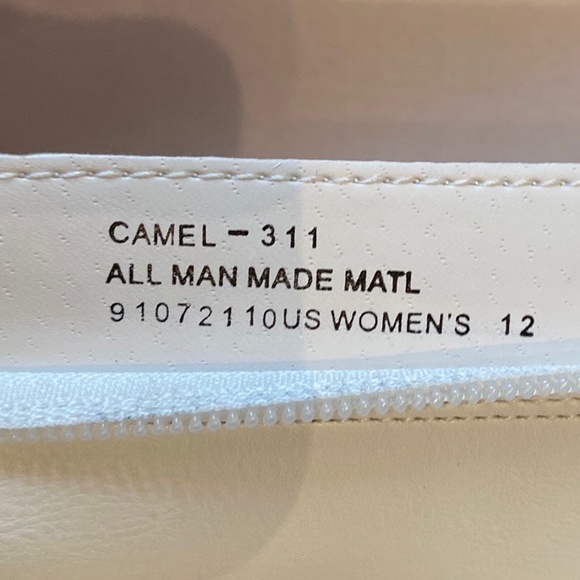 CAMEL - 311
ALL MAN MADE MATL
91072110US WOMEN'S 12